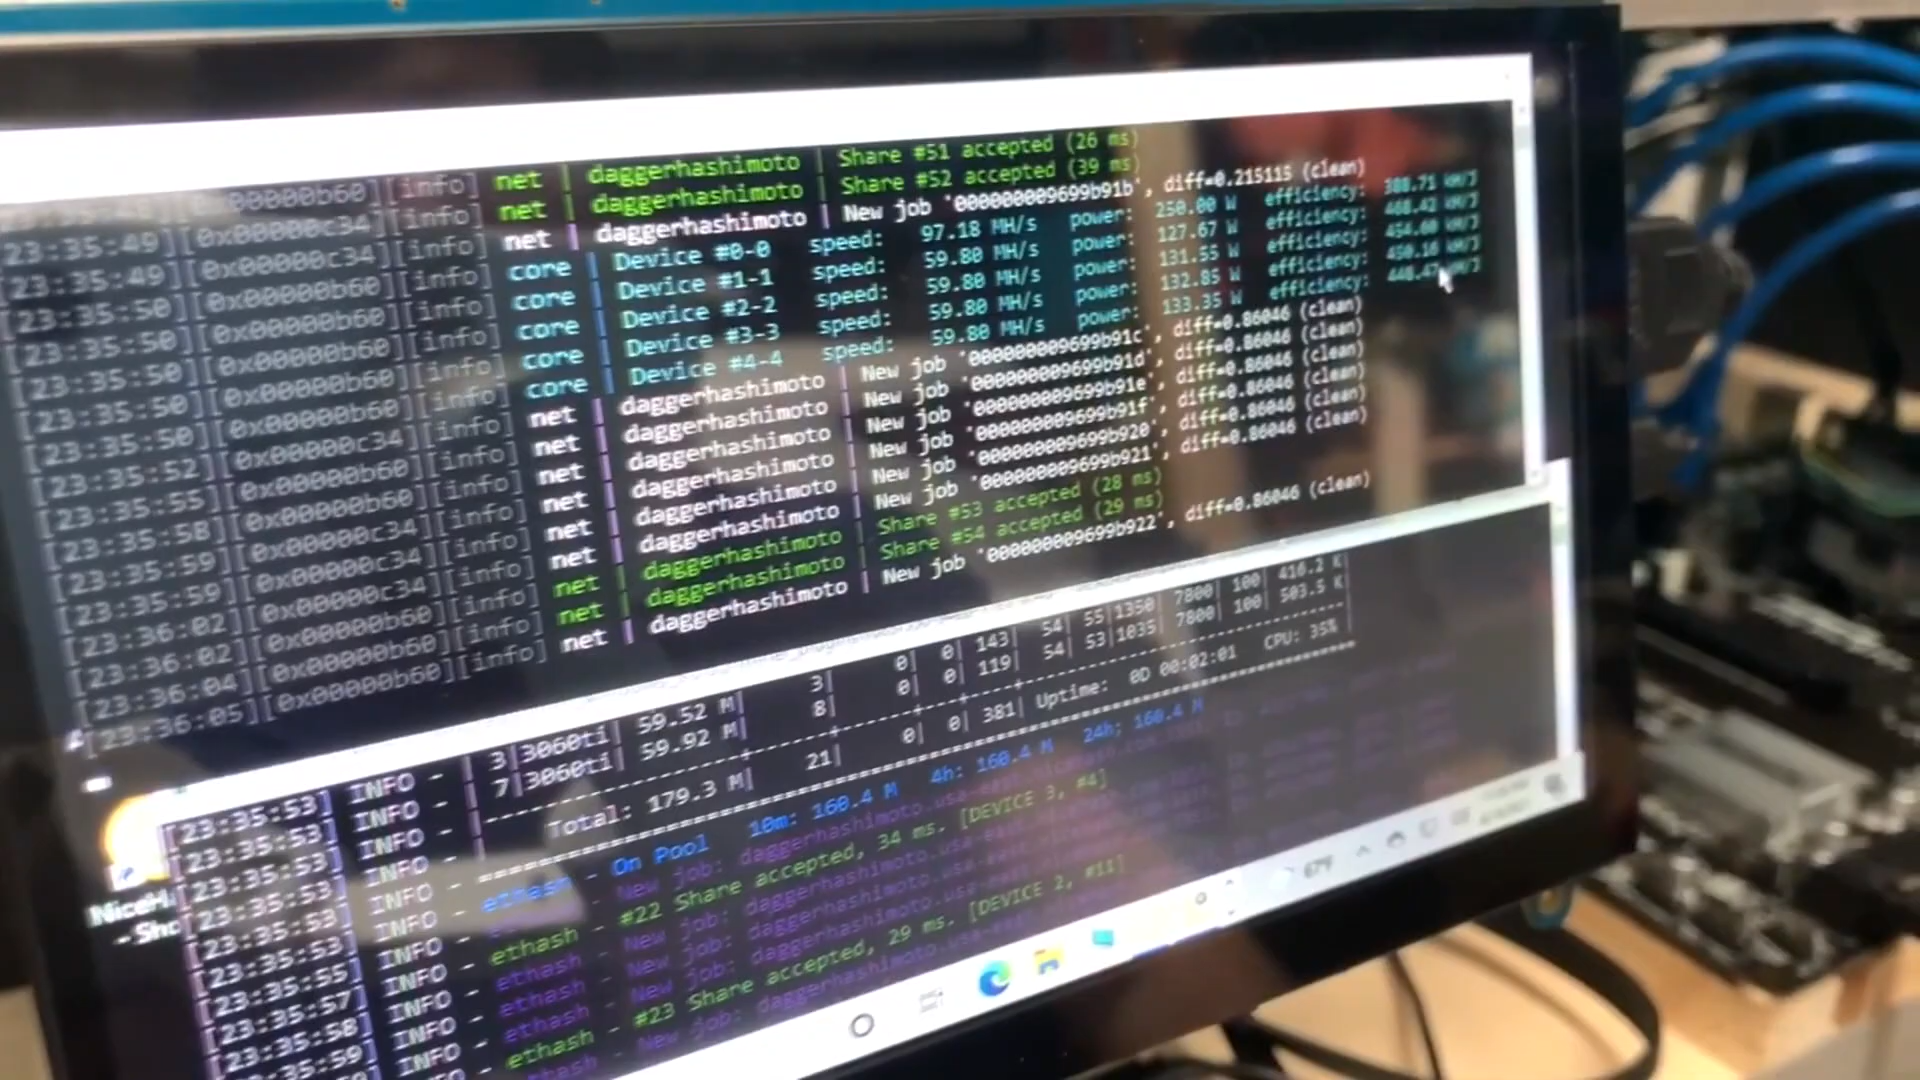 [0x00000b60][info] net | daggerhashimoto | Share #51 accepted (26 ms)
[23:35:49][0x00000c34][info] net | daggerhashimoto | Share #52 accepted (39 ms)
[23:35:49][0x00000c34][info] net | daggerhashimoto | New job '000000009699b91b', diff=0.215115 (clean)
[23:35:50][0x00000b60][info] core | Device #0-0 speed: 97.18 MH/s power: 250.00 W efficiency: 388.71 kH/J
[23:35:50][0x00000b60][info] core | Device #1-1 speed: 59.80 MH/s power: 127.67 W efficiency: 468.42 kH/J
[23:35:50][0x00000b60][info] core | Device #2-2 speed: 59.80 MH/s power: 131.55 W efficiency: 454.60 kH/J
[23:35:50][0x00000b60][info] core | Device #3-3 speed: 59.80 MH/s power: 132.85 W efficiency: 450.16 kH/J
[23:35:50][0x00000b60][info] core | Device #4-4 speed: 59.80 MH/s power: 133.35 W efficiency:
[23:35:52][0x00000c34][info] net | daggerhashimoto | New job '000000009699b91c', diff=0.86046 (clean)
[23:35:55][0x00000b60][info] net | daggerhashimoto | New job '000000009699b91d', diff=0.86046 (clean)
[23:35:58][0x00000b60][info] net | daggerhashimoto | New job '000000009699b91e', diff=0.86046 (clean)
[23:35:59][0x00000c34][info] net | daggerhashimoto | New job '000000009699b91f', diff=0.86046 (clean)
[23:35:59][0x00000c34][info] net | daggerhashimoto | New job '000000009699b920', diff=0.86046 (clean)
[23:36:02][info] net | daggerhashimoto | New job '000000009699b921', diff=0.86046 (clean)
[23:36:02][info] net | daggerhashimoto | Share #53 accepted (28 ms)
[23:36:04][0x00000b60][info] net | daggerhashimoto | Share #54 accepted (29 ms)
[23:36:05][0x00000b60][info] net | daggerhashimoto | New job '000000009699b922', diff=0.86046 (clean)
[23:35:53] INFO - | 3|3060ti| 59.52 M| 3| 0| 0| 143| 54| 55|1350| 7800| 100| 416.2 K
[23:35:53] INFO - | 7|3060ti| 59.92 M| 8| 0| 0| 119| 54| 53|1035| 7800| 100| 503.5 K
[23:35:53] INFO -
[23:35:53] INFO - Total: 179.3 M| 21| 0| 0| 381| Uptime: 0D 00:02:01 CPU: 35%
[23:35:53] INFO -
[23:35:53] INFO - ethash - On Pool 10m: 160.4 M 4h: 160.4 M 24h: 160.4 M
[23:35:55] INFO - ethash - New job: daggerhashimoto.usa-east
[23:35:57] INFO - ethash - #22 Share accepted, 34 ms. [DEVICE 3, #4]
[23:35:58] INFO - ethash - New job: daggerhashimoto.usa-east
[23:35:59] INFO - ethash - New job: daggerhashimoto.usa-east
ethash - #23 Share accepted, 29 ms. [DEVICE 2, #11]
ethash - New job: daggerhashimoto.usa
NiceH
- Sho
67°F